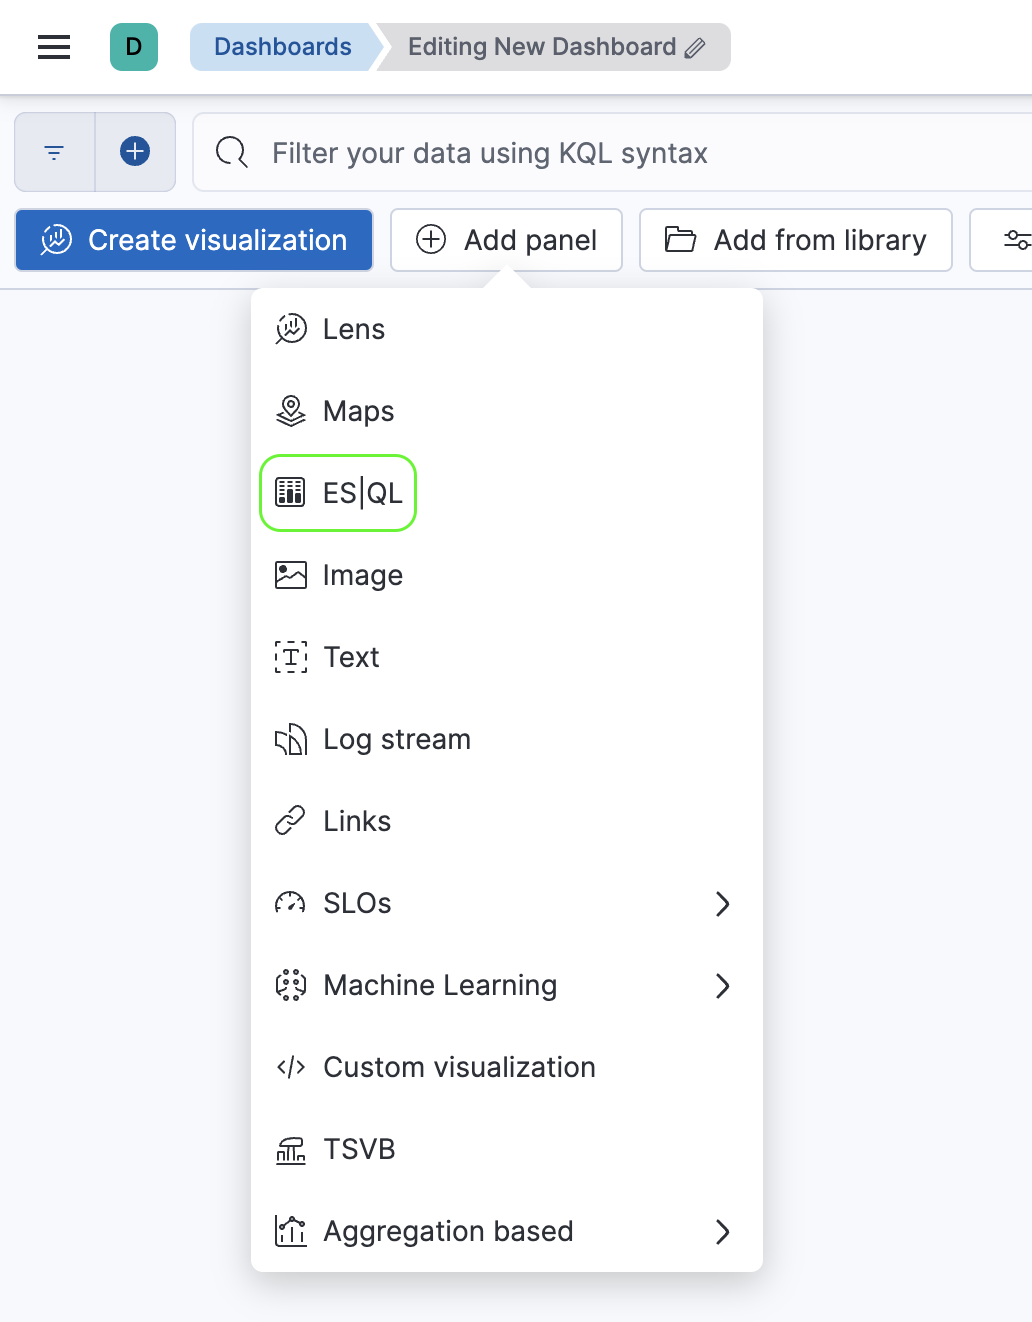 D Dashboards Editing New Dashboard
Filter your data using KQL syntax
Create visualization Add panel Add from library
Lens
Maps
ES|QL
Image
Text
Log stream
Links
SLOs
Machine Learning
Custom visualization
TSVB
Aggregation based